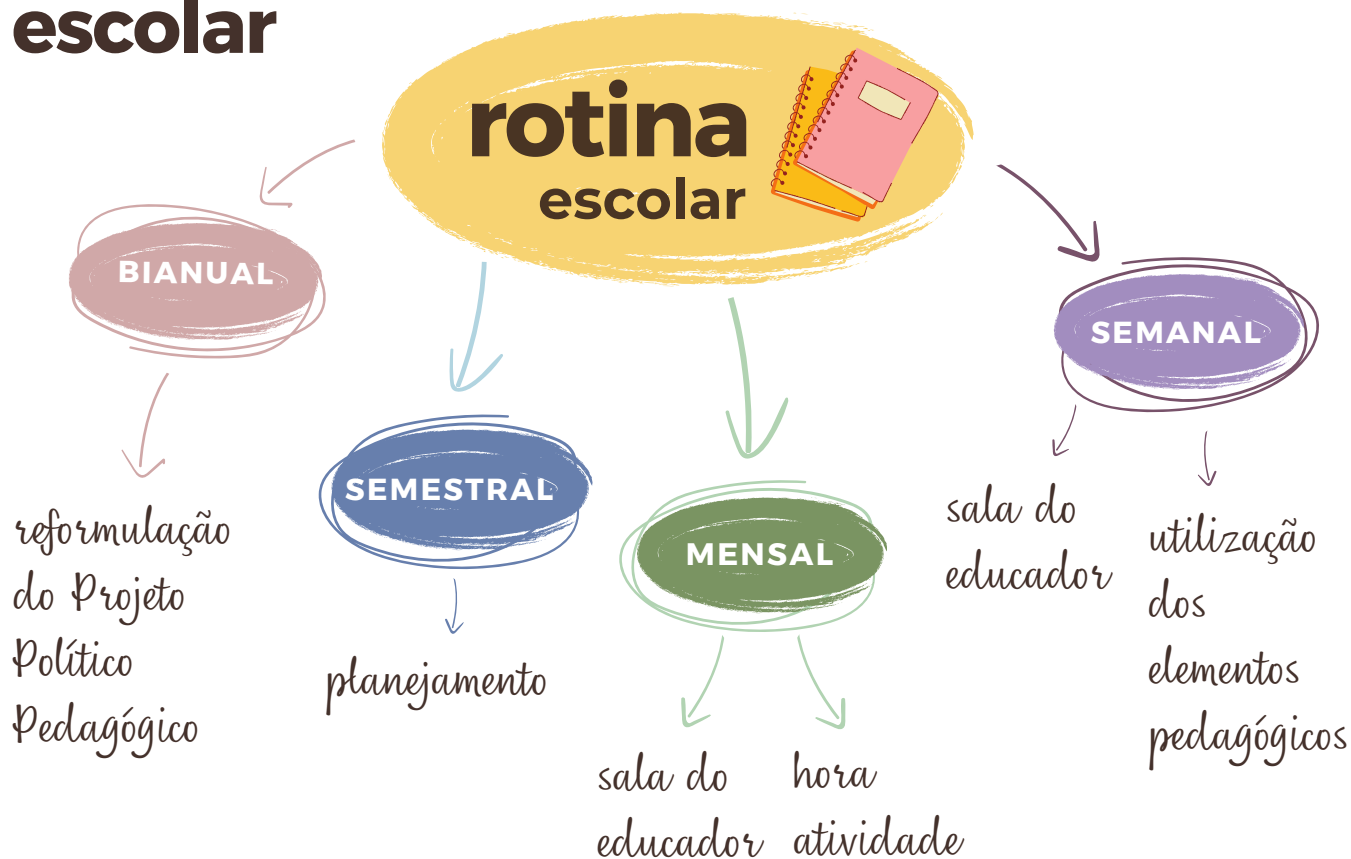 escolar
rotina
escolar
BIANUAL
reformulação
do Projeto
Político
Pedagógico
SEMESTRAL
planejamento
MENSAL
sala do
educador
hora
atividade
SEMANAL
sala do
educador
utilização
dos
elementos
pedagógicos